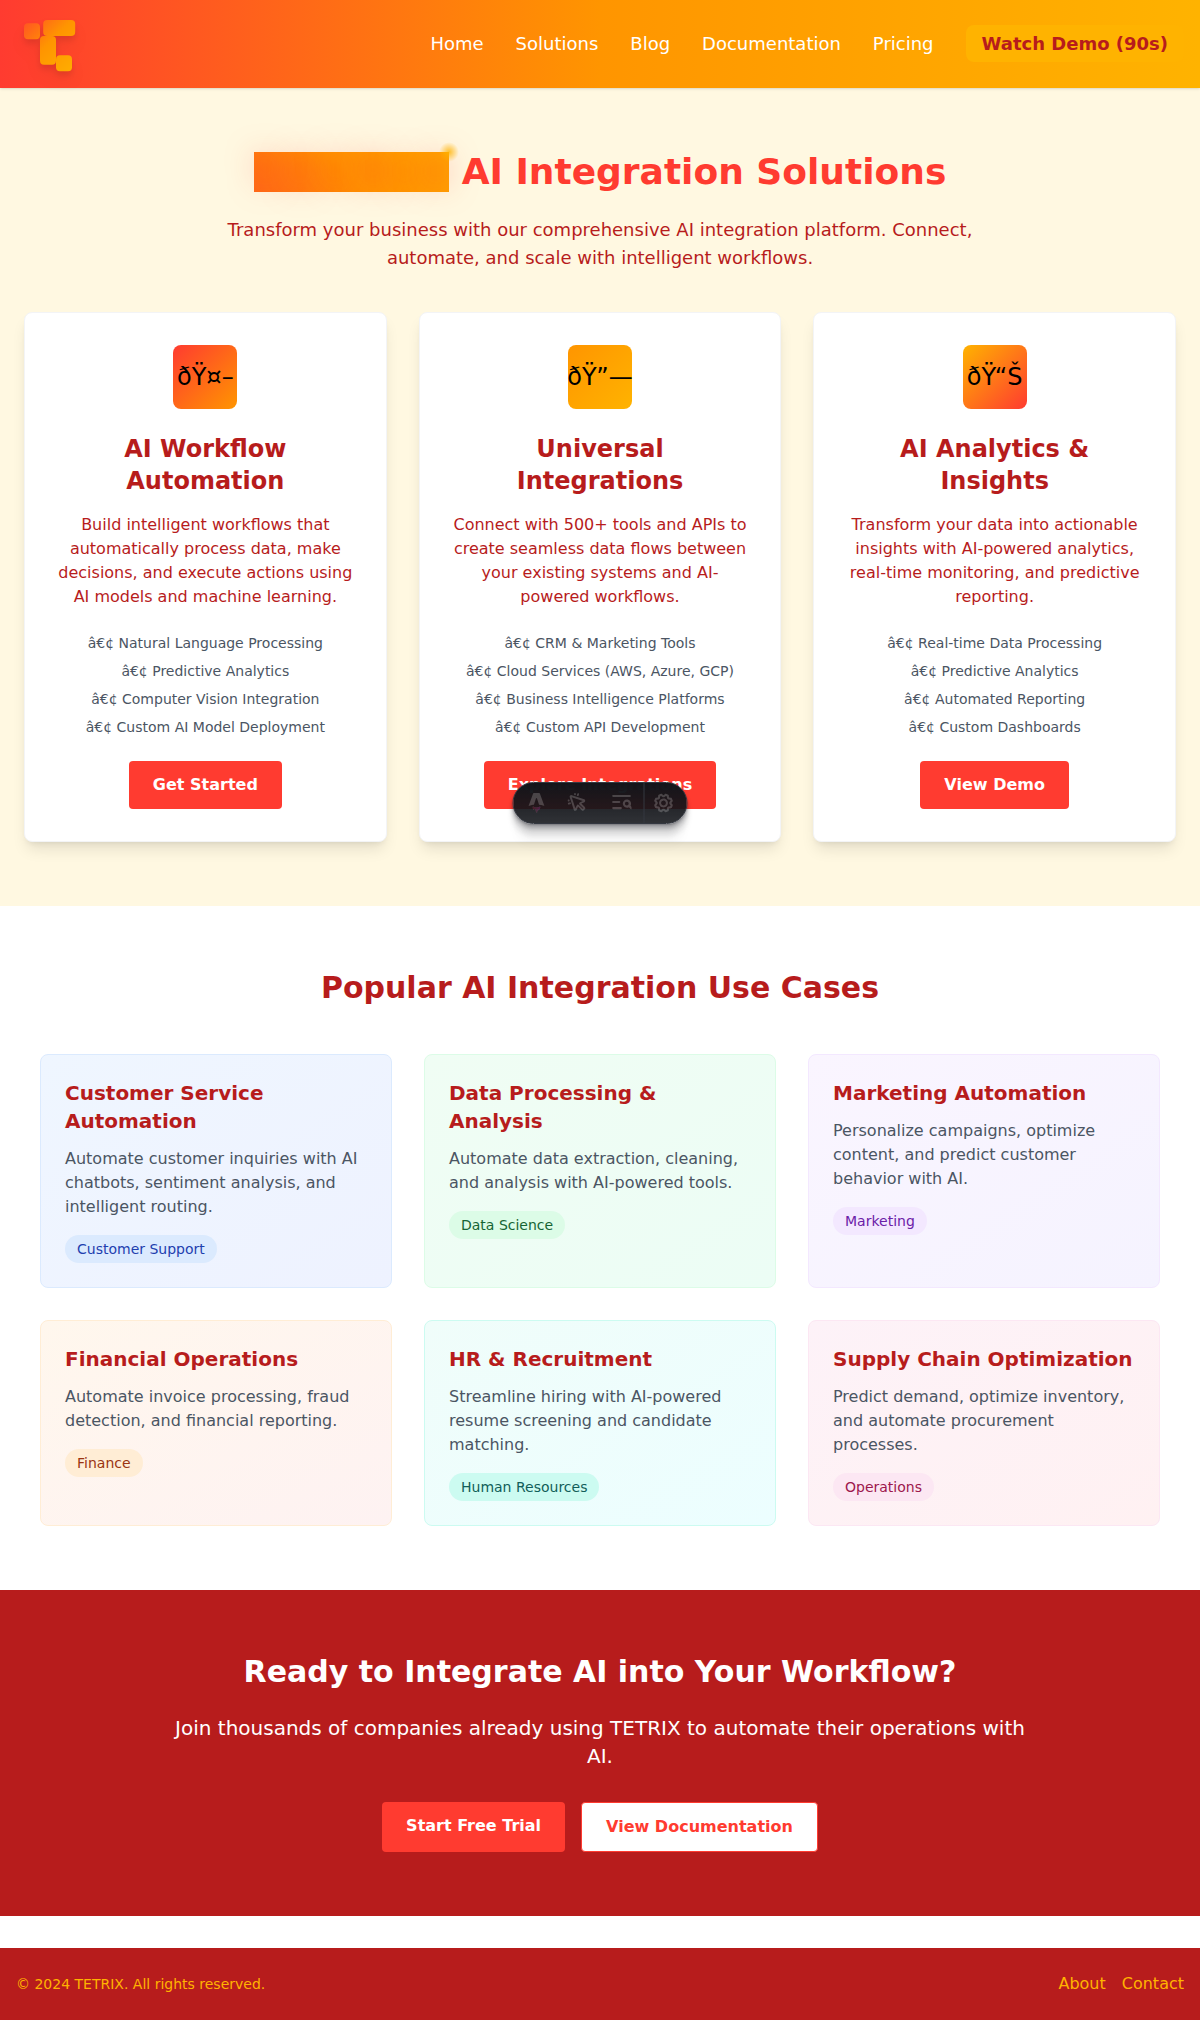 Home Solutions Blog Documentation Pricing Watch Demo (90s)
AI Integration Solutions
Transform your business with our comprehensive AI integration platform. Connect,
automate, and scale with intelligent workflows.
ðŸ¤–
AI Workflow
Automation
Build intelligent workflows that
automatically process data, make
decisions, and execute actions using
AI models and machine learning.
â€¢ Natural Language Processing
â€¢ Predictive Analytics
â€¢ Computer Vision Integration
â€¢ Custom AI Model Deployment
Get Started
ðŸ”—
Universal
Integrations
Connect with 500+ tools and APIs to
create seamless data flows between
your existing systems and AI-
powered workflows.
â€¢ CRM & Marketing Tools
â€¢ Cloud Services (AWS, Azure, GCP)
â€¢ Business Intelligence Platforms
â€¢ Custom API Development
Explore Integrations
ðŸ“Š
AI Analytics &
Insights
Transform your data into actionable
insights with AI-powered analytics,
real-time monitoring, and predictive
reporting.
â€¢ Real-time Data Processing
â€¢ Predictive Analytics
â€¢ Automated Reporting
â€¢ Custom Dashboards
View Demo
Popular AI Integration Use Cases
Customer Service
Automation
Automate customer inquiries with AI
chatbots, sentiment analysis, and
intelligent routing.
Customer Support
Data Processing &
Analysis
Automate data extraction, cleaning,
and analysis with AI-powered tools.
Data Science
Marketing Automation
Personalize campaigns, optimize
content, and predict customer
behavior with AI.
Marketing
Financial Operations
Automate invoice processing, fraud
detection, and financial reporting.
Finance
HR & Recruitment
Streamline hiring with AI-powered
resume screening and candidate
matching.
Human Resources
Supply Chain Optimization
Predict demand, optimize inventory,
and automate procurement
processes.
Operations
Ready to Integrate AI into Your Workflow?
Join thousands of companies already using TETRIX to automate their operations with
AI.
Start Free Trial View Documentation
© 2024 TETRIX. All rights reserved. About Contact